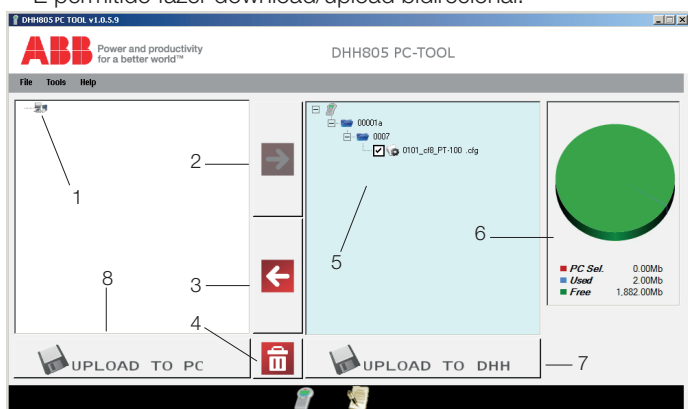 É permitido fazer download/upload bidirecional.
DHH805 PC TOOL v1.0.5.9
ABB
Power and productivity
for a better world™
DHH805 PC-TOOL
File Tools Help
00001a
0007
0101_cf8_PT-100 .cfg
1
2
3
4
5
6
7
8
PC Sel. 0.00Mb
Used 2.00Mb
Free 1,882.00Mb
UPLOAD TO PC
UPLOAD TO DHH